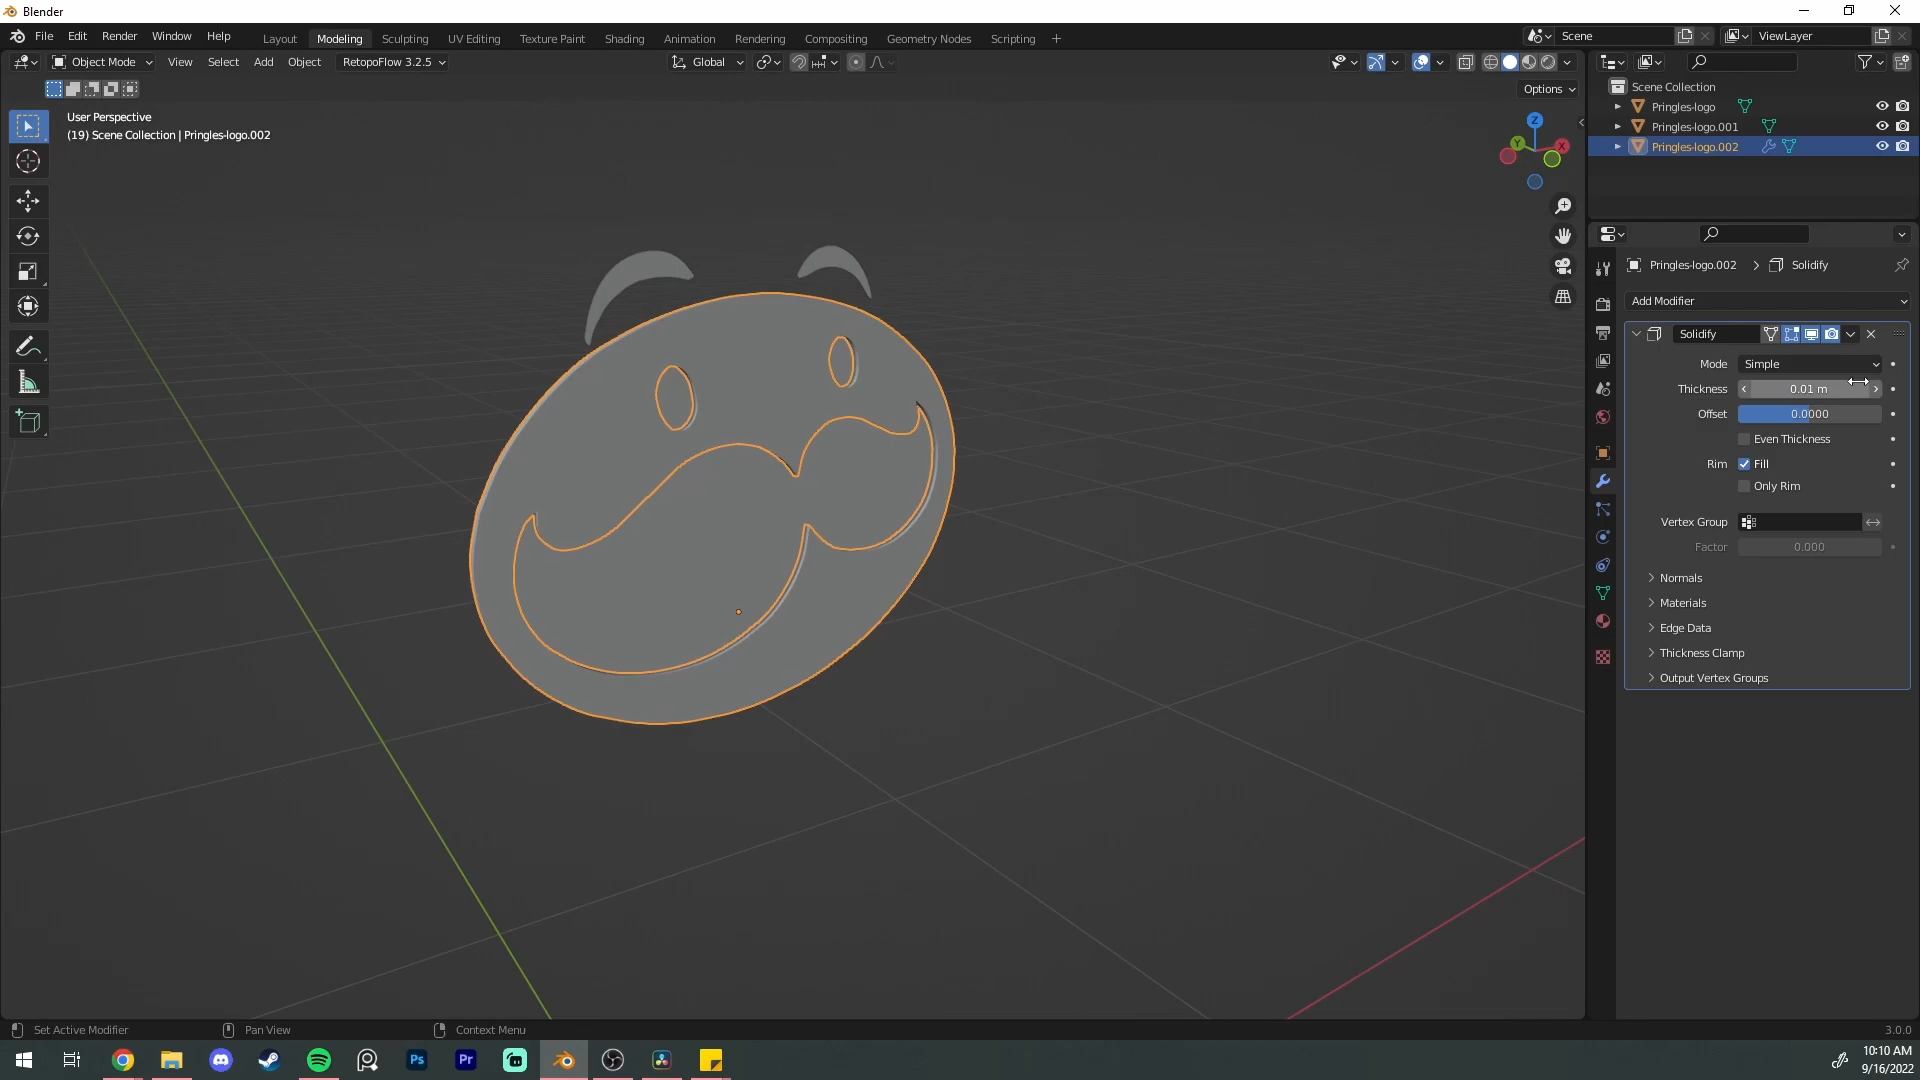 Blender
File Edit Render Window Help
Layout Modeling Sculpting UV Editing Texture Paint Shading Animation Rendering Compositing Geometry Nodes Scripting
Scene
ViewLayer
Object Mode View Select Add Object RetopoFlow 3.2.5
Global
Options
User Perspective
(19) Scene Collection | Pringles-logo.002
Z
Y
X
Scene Collection
Pringles-logo
Pringles-logo.001
Pringles-logo.002
Pringles-logo.002 > Solidify
Add Modifier
Solidify
Mode Simple
Thickness 0.01 m
Offset 0.0000
Even Thickness
Rim Fill
Only Rim
Vertex Group
Factor 0.000
Normals
Materials
Edge Data
Thickness Clamp
Output Vertex Groups
Set Active Modifier Pan View Context Menu
3.0.0
Ps
Pr
10:10 AM
9/16/2022